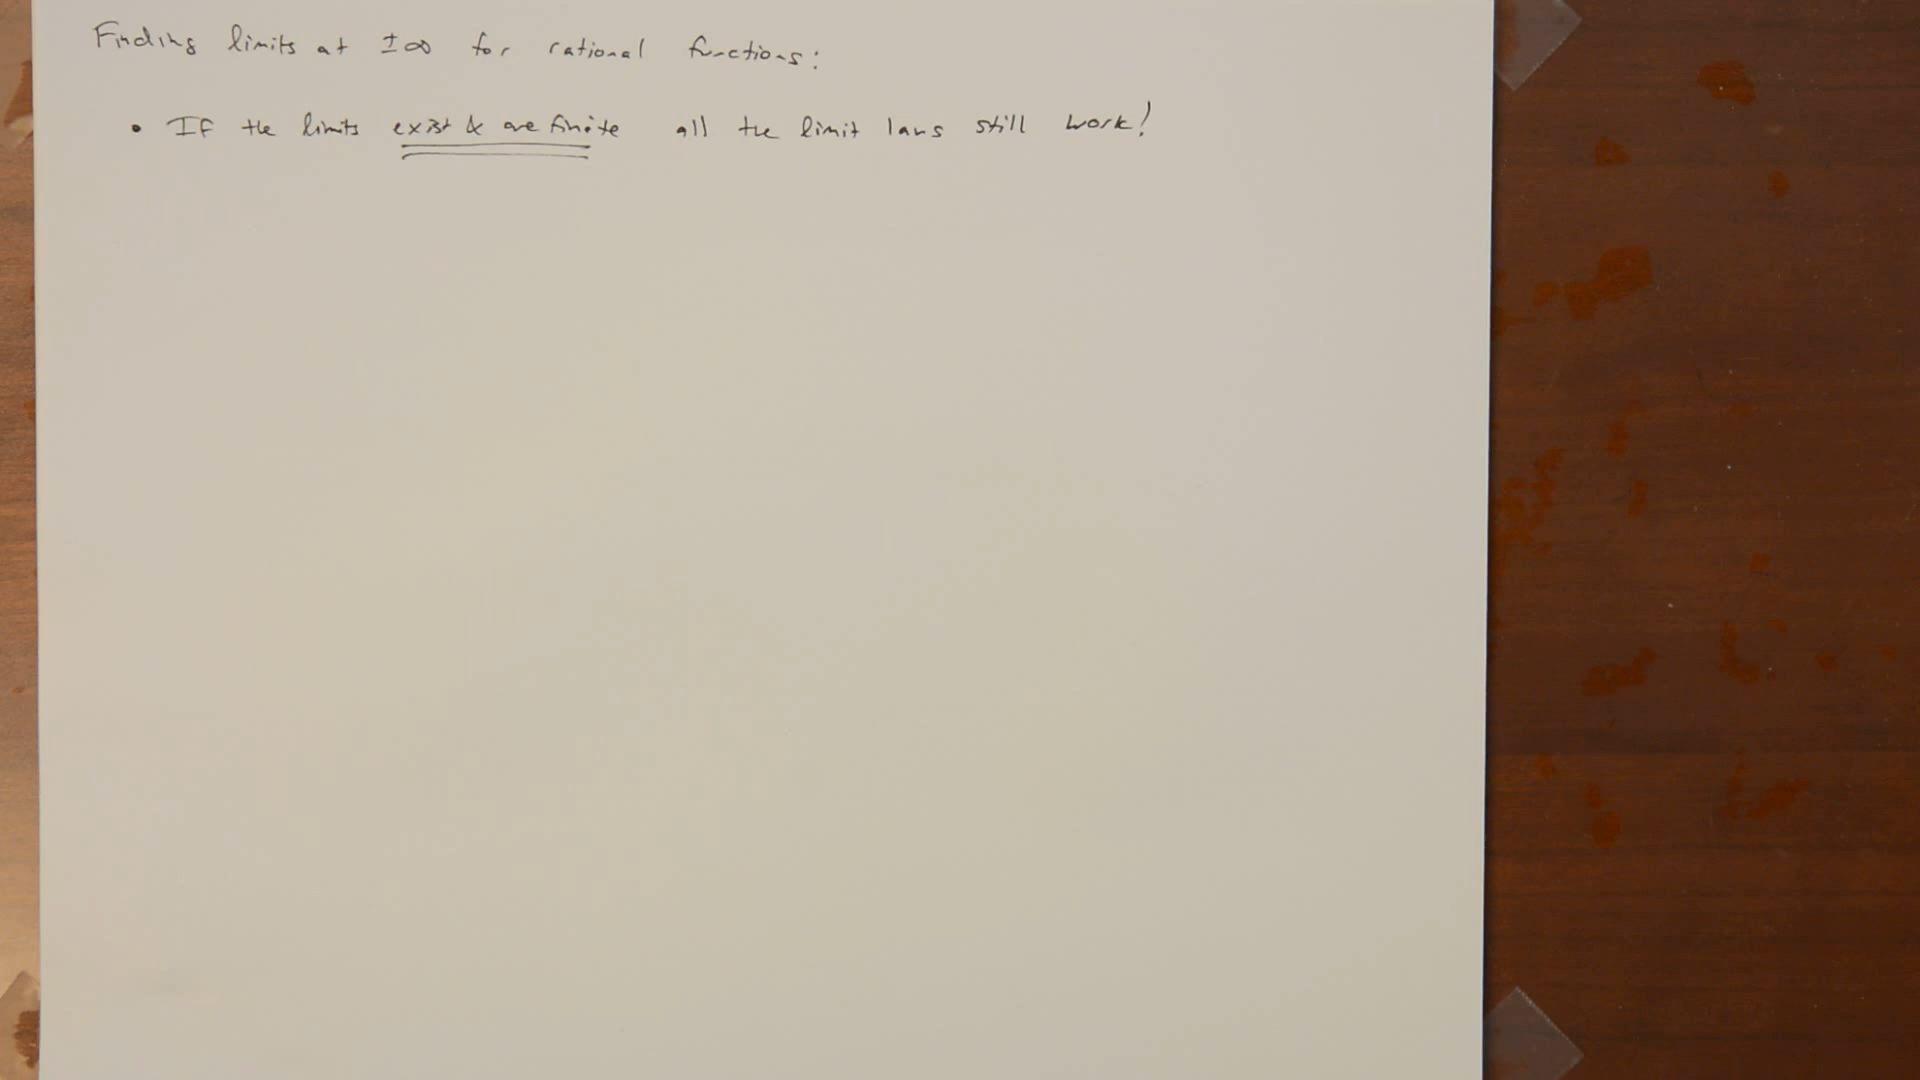 Finding limits at ±∞ for rational functions:
• If the limits exist & are finite all the limit laws still work!